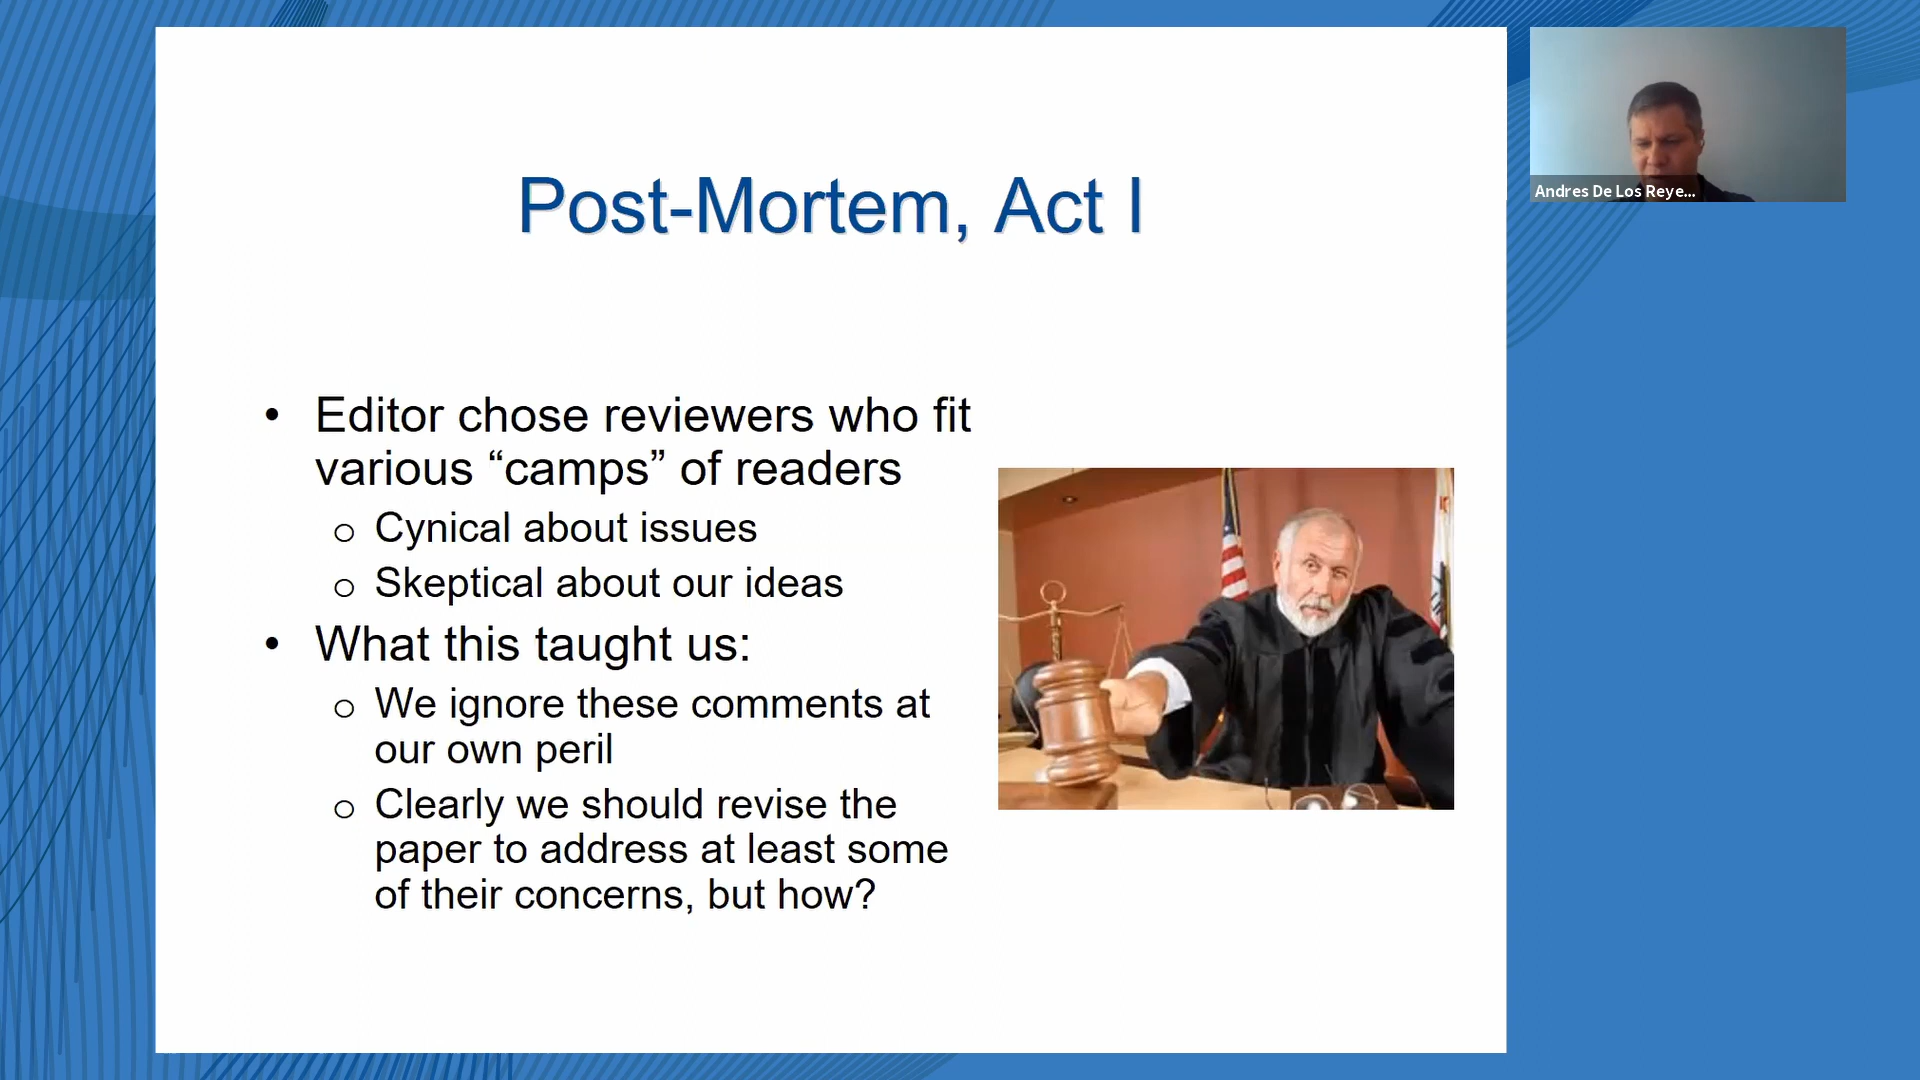 Post-Mortem, Act I
• Editor chose reviewers who fit
various “camps” of readers
o Cynical about issues
o Skeptical about our ideas
• What this taught us:
o We ignore these comments at
our own peril
o Clearly we should revise the
paper to address at least some
of their concerns, but how?
Andres De Los Reye...